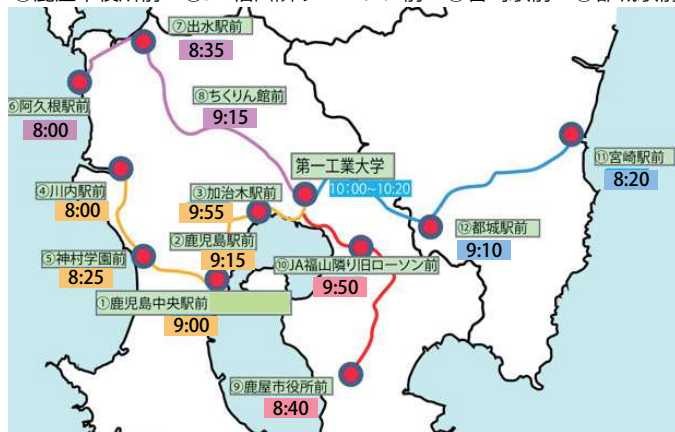 ⑦出水駅前
8:35
⑧ちくりん館前
9:15
⑥阿久根駅前
8:00
第一工業大学
10:00~10:20
⑪宮崎駅前
8:20
④川内駅前
8:00
③加治木駅前
9:55
②鹿児島駅前
9:15
⑫都城駅前
9:10
⑤神村学園前
8:25
⑩JA福山隣り旧ローソン前
9:50
①鹿児島中央駅前
9:00
⑨鹿屋市役所前
8:40